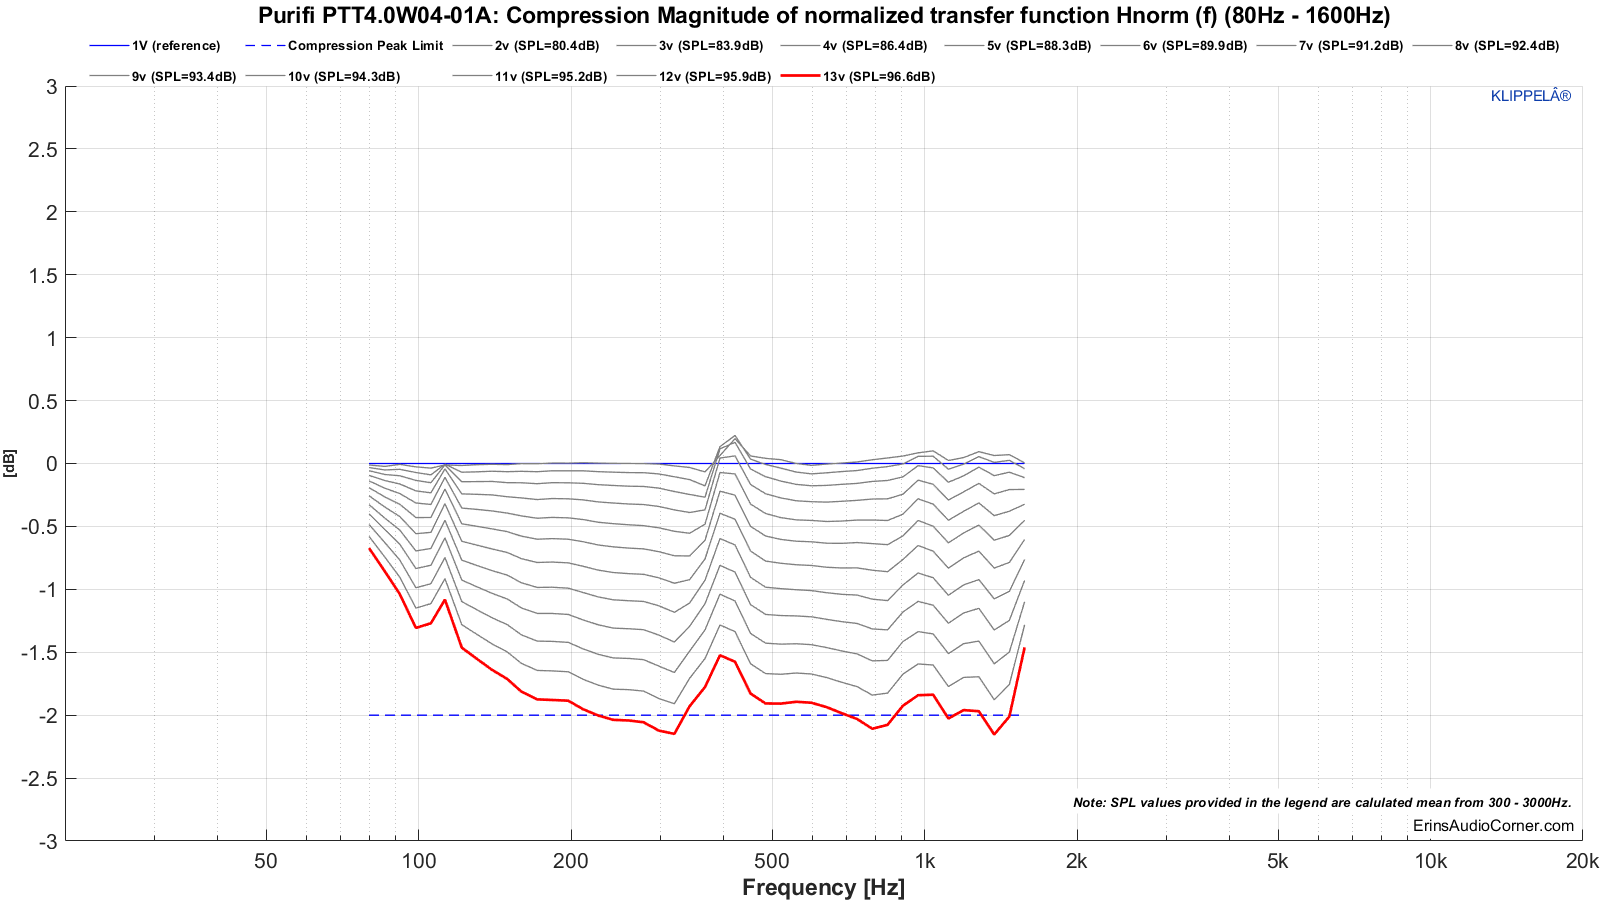 Purifi PTT4.0W04-01A: Compression Magnitude of normalized transfer function Hnorm (f) (80Hz - 1600Hz)
1V (reference) Compression Peak Limit 2v (SPL=80.4dB) 3v (SPL=83.9dB) 4v (SPL=86.4dB) 5v (SPL=88.3dB) 6v (SPL=89.9dB) 7v (SPL=91.2dB) 8v (SPL=92.4dB)
9v (SPL=93.4dB) 10v (SPL=94.3dB) 11v (SPL=95.2dB) 12v (SPL=95.9dB) 13v (SPL=96.6dB)
KLIPPELÂ®
3
2.5
2
1.5
1
0.5
0
-0.5
-1
-1.5
-2
-2.5
-3
[dB]
Note: SPL values provided in the legend are calulated mean from 300 - 3000Hz.
ErinsAudioCorner.com
50 100 200 500 1k 2k 5k 10k 20k
Frequency [Hz]